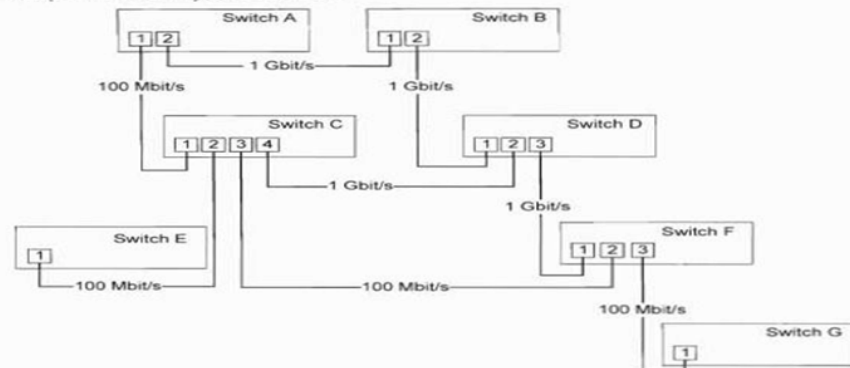 Switch A
Switch B
1 2
1 2
1 Gbit/s
100 Mbit/s
1 Gbit/s
Switch C
Switch D
1 2 3 4
1 2 3
1 Gbit/s
1 Gbit/s
Switch E
Switch F
1
1 2 3
100 Mbit/s
100 Mbit/s
100 Mbit/s
Switch G
1